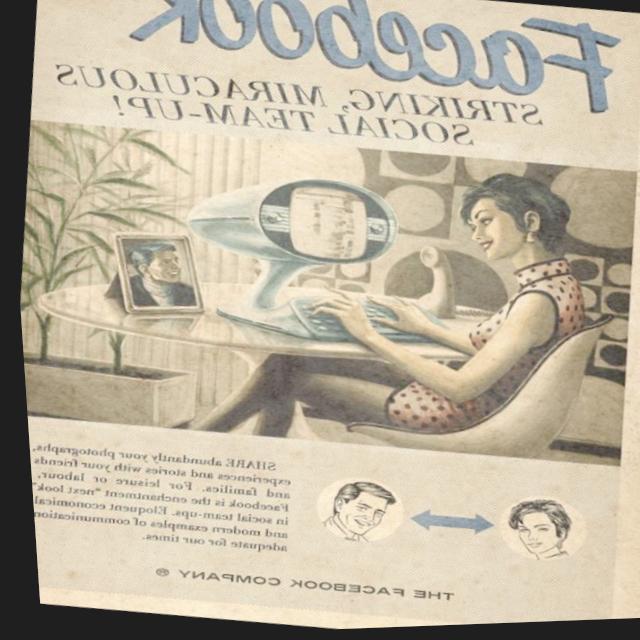 Facebook
STRIKING, MIRACULOUS
SOCIAL TEAM-UP!
SHARE abundantly your photographs,
experiences and stories with your friends
and families. For leisure or labour,
Facebook is the enchantment "next look"
in social team-ups. Eloquent economical
and modern examples of communication
adequate for our times.
THE FACEBOOK COMPANY ®